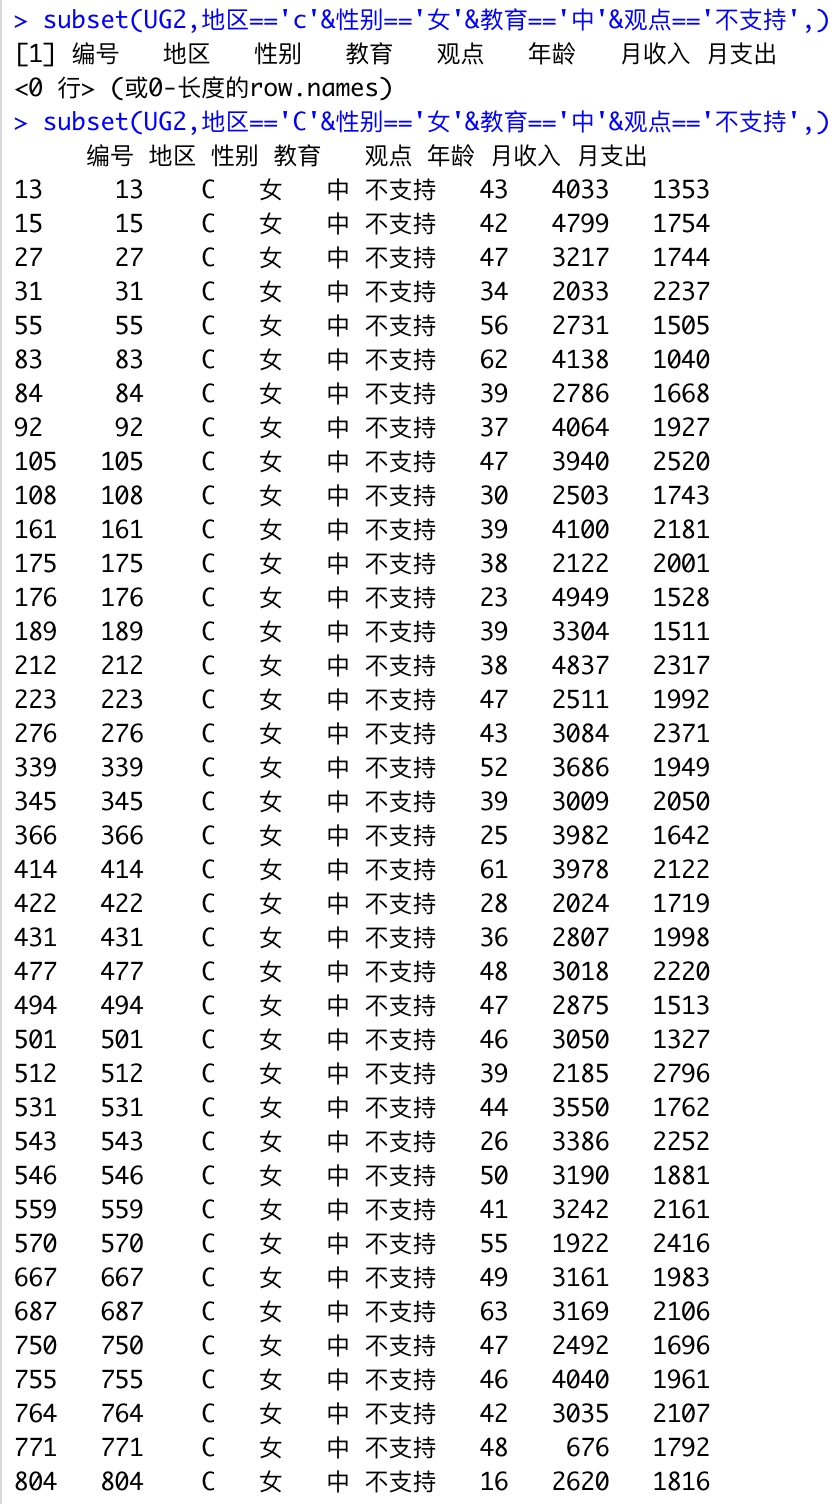 > subset(UG2,地区=='c'&性别=='女'&教育=='中'&观点=='不支持',)
[1] 编号 地区 性别 教育 观点 年龄 月收入 月支出
<0 行> (或0-长度的row.names)
> subset(UG2,地区=='C'&性别=='女'&教育=='中'&观点=='不支持',)
编号 地区 性别 教育 观点 年龄 月收入 月支出
13 13 C 女 中 不支持 43 4033 1353
15 15 C 女 中 不支持 42 4799 1754
27 27 C 女 中 不支持 47 3217 1744
31 31 C 女 中 不支持 34 2033 2237
55 55 C 女 中 不支持 56 2731 1505
83 83 C 女 中 不支持 62 4138 1040
84 84 C 女 中 不支持 39 2786 1668
92 92 C 女 中 不支持 37 4064 1927
105 105 C 女 中 不支持 47 3940 2520
108 108 C 女 中 不支持 30 2503 1743
161 161 C 女 中 不支持 39 4100 2181
175 175 C 女 中 不支持 38 2122 2001
176 176 C 女 中 不支持 23 4949 1528
189 189 C 女 中 不支持 39 3304 1511
212 212 C 女 中 不支持 38 4837 2317
223 223 C 女 中 不支持 47 2511 1992
276 276 C 女 中 不支持 43 3084 2371
339 339 C 女 中 不支持 52 3686 1949
345 345 C 女 中 不支持 39 3009 2050
366 366 C 女 中 不支持 25 3982 1642
414 414 C 女 中 不支持 61 3978 2122
422 422 C 女 中 不支持 28 2024 1719
431 431 C 女 中 不支持 36 2807 1998
477 477 C 女 中 不支持 48 3018 2220
494 494 C 女 中 不支持 47 2875 1513
501 501 C 女 中 不支持 46 3050 1327
512 512 C 女 中 不支持 39 2185 2796
531 531 C 女 中 不支持 44 3550 1762
543 543 C 女 中 不支持 26 3386 2252
546 546 C 女 中 不支持 50 3190 1881
559 559 C 女 中 不支持 41 3242 2161
570 570 C 女 中 不支持 55 1922 2416
667 667 C 女 中 不支持 49 3161 1983
687 687 C 女 中 不支持 63 3169 2106
750 750 C 女 中 不支持 47 2492 1696
755 755 C 女 中 不支持 46 4040 1961
764 764 C 女 中 不支持 42 3035 2107
771 771 C 女 中 不支持 48 676 1792
804 804 C 女 中 不支持 16 2620 1816